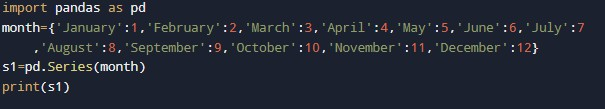 import pandas as pd
month={'January':1,'February':2,'March':3,'April':4,'May':5,'June':6,'July':7
,'August':8,'September':9,'October':10,'November':11,'December':12}
s1=pd.Series(month)
print(s1)